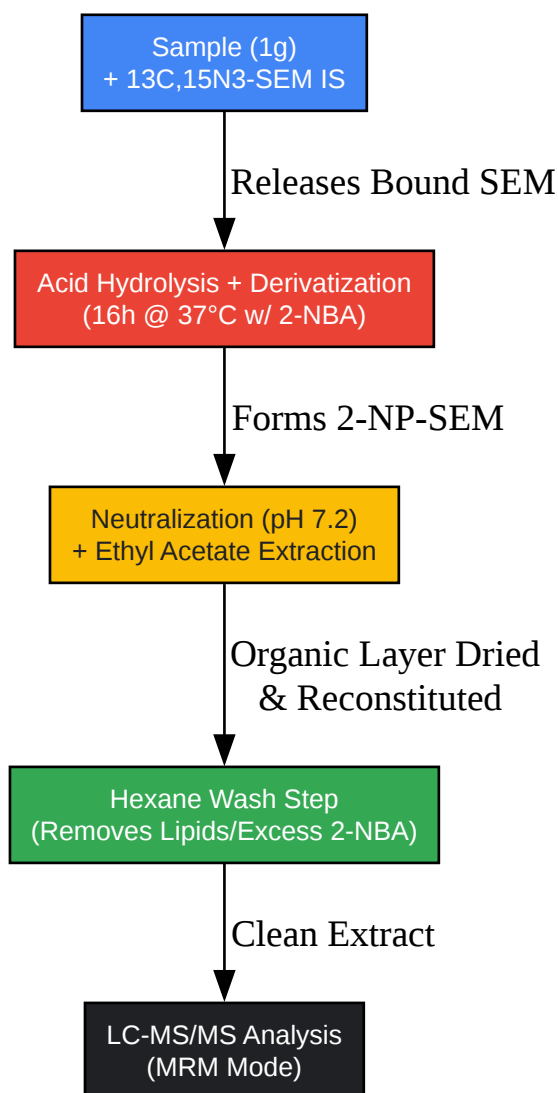 Sample (1g)
+ 13C,15N3-SEM IS
Releases Bound SEM
Acid Hydrolysis + Derivatization
(16h @ 37°C w/ 2-NBA)
Forms 2-NP-SEM
Neutralization (pH 7.2)
+ Ethyl Acetate Extraction
Organic Layer Dried
& Reconstituted
Hexane Wash Step
(Removes Lipids/Excess 2-NBA)
Clean Extract
LC-MS/MS Analysis
(MRM Mode)